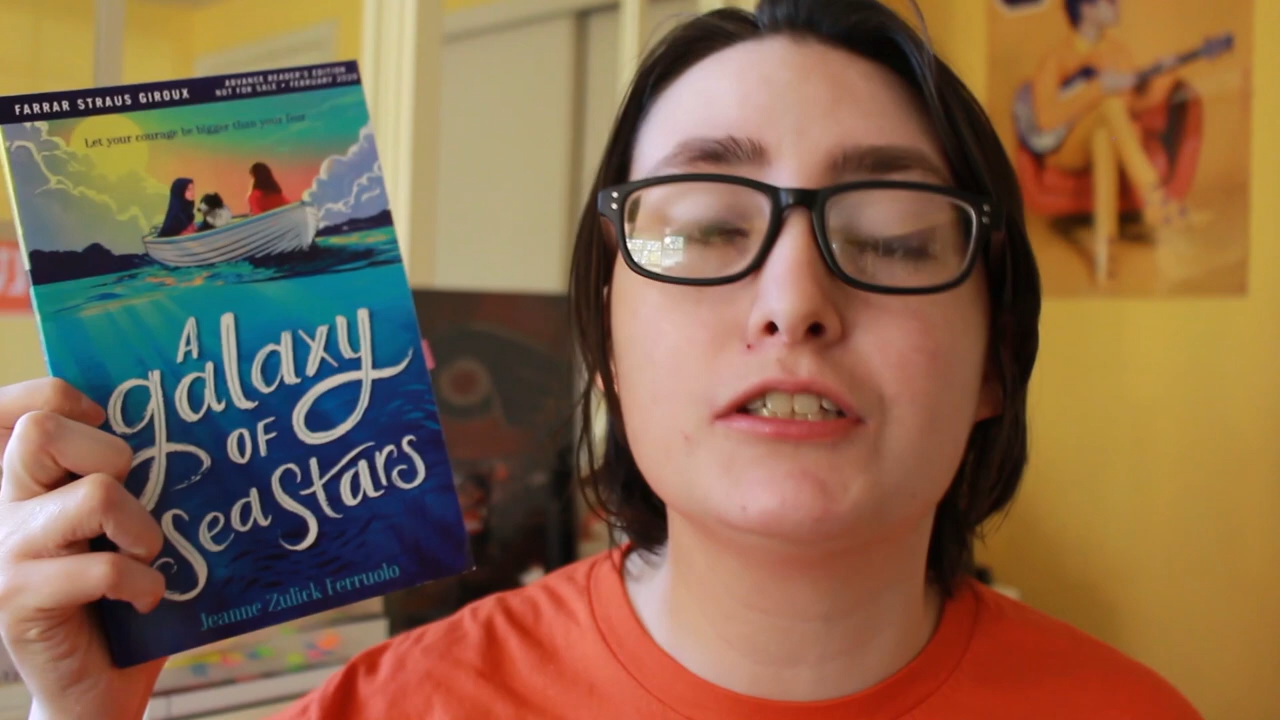 FARRAR STRAUS GIROUX
ADVANCE READER'S EDITION
NOT FOR SALE • FEBRUARY 2020
Let your courage be bigger than your fear
A
galaxy
OF
Sea Stars
Jeanne Zulick Ferruolo